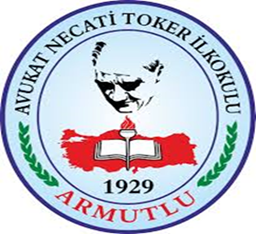 AVUKAT NECATİ TOKER İLKOKULU
1929
ARMUTLU